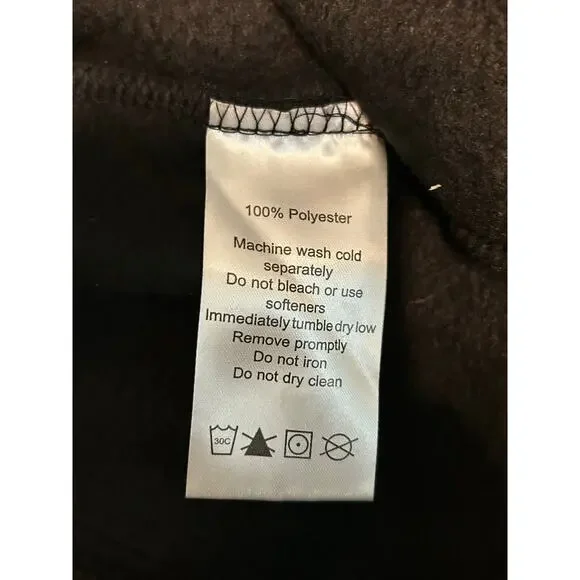 100% Polyester
Machine wash cold
separately
Do not bleach or use
softeners
Immediately tumble dry low
Remove promptly
Do not iron
Do not dry clean
30C